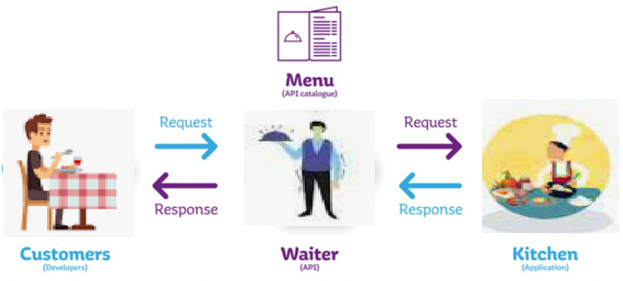 Menu
(API catalogue)
Request
Request
Response
Response
Customers
(Developers)
Waiter
(API)
Kitchen
(Application)